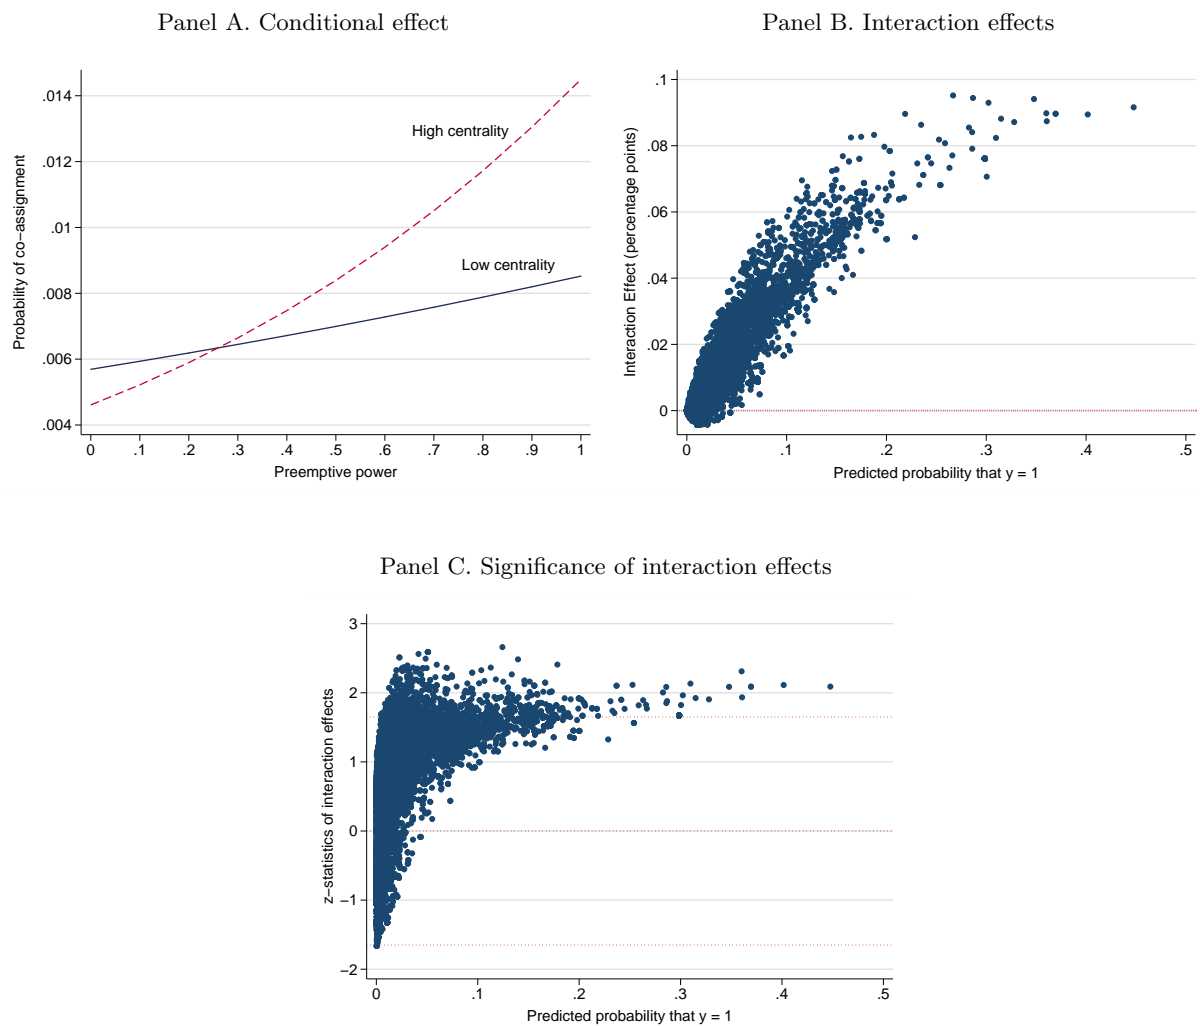 Panel A. Conditional effect
Probability of co−assignment
.014
.012
.01
.008
.006
.004
High centrality
Low centrality
0 .1 .2 .3 .4 .5 .6 .7 .8 .9 1
Preemptive power
Panel B. Interaction effects
Interaction Effect (percentage points)
.1
.08
.06
.04
.02
0
0 .1 .2 .3 .4 .5
Predicted probability that y = 1
Panel C. Significance of interaction effects
z−statistics of interaction effects
3
2
1
0
−1
−2
0 .1 .2 .3 .4 .5
Predicted probability that y = 1